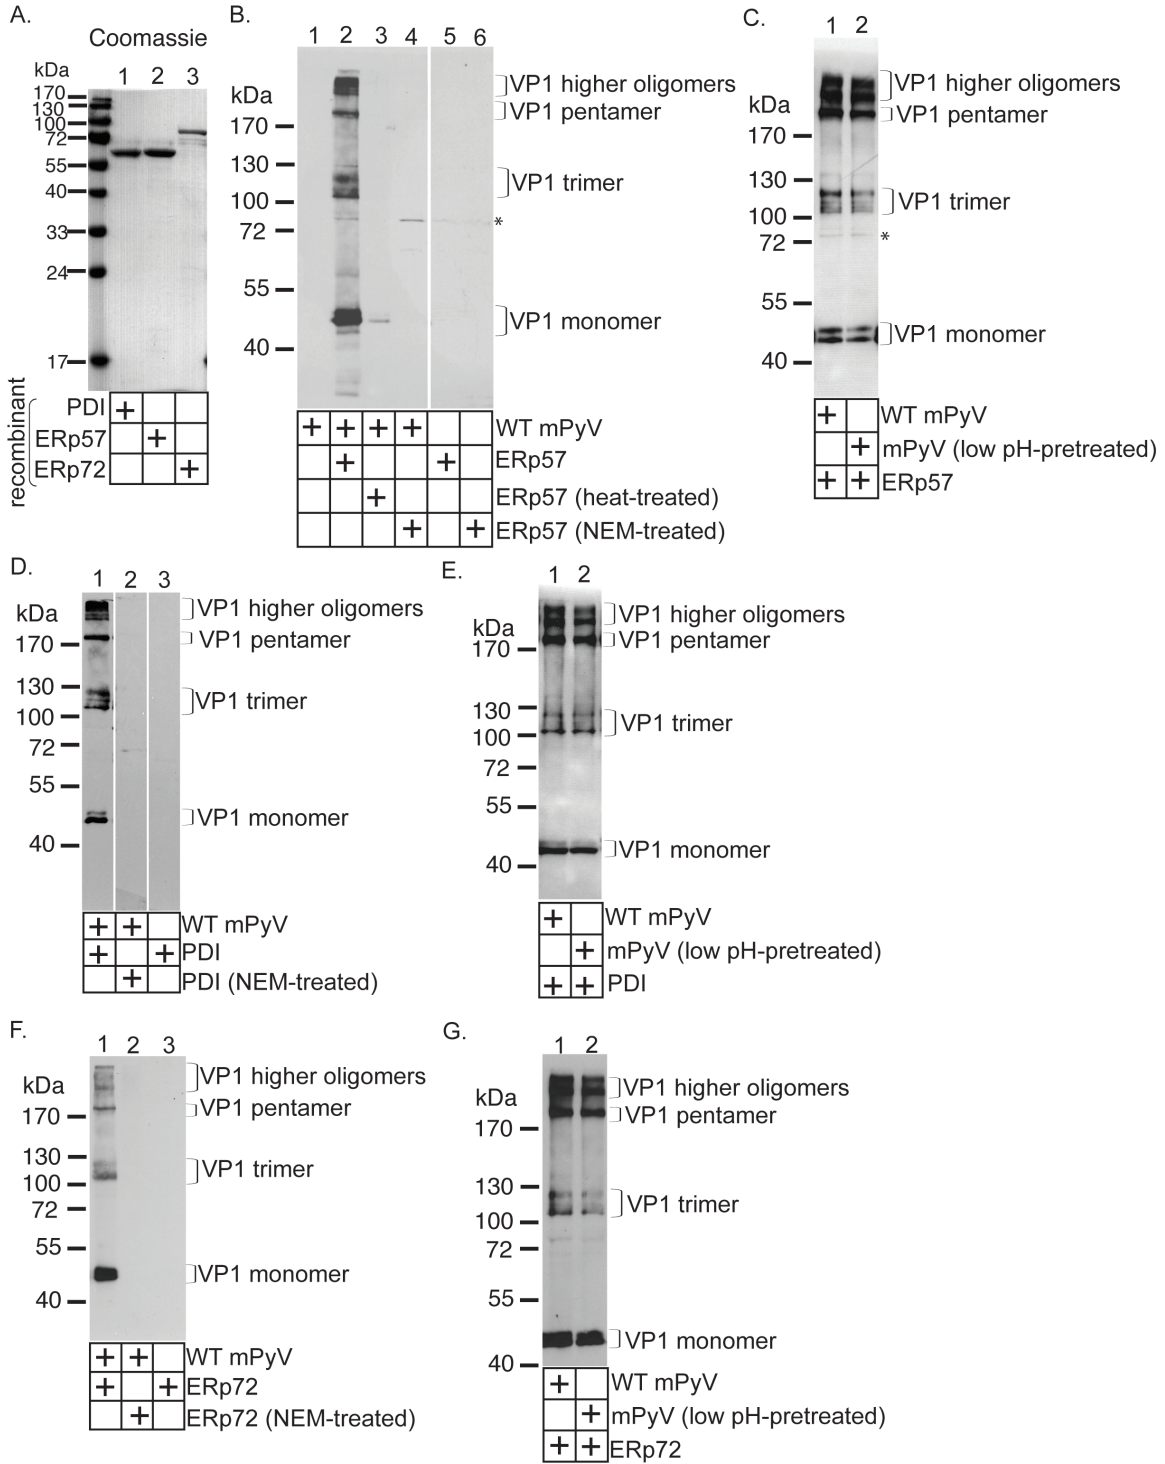 A.
Coomassie
kDa
1 2 3
170
130
100
72
55
40
33
24
17
recombinant
PDI +
ERp57 +
ERp72 +
B.
1 2 3 4 5 6
kDa
170
130
100
72
55
40
VP1 higher oligomers
VP1 pentamer
VP1 trimer
*
VP1 monomer
+ + + + WT mPyV
+ + ERp57
+ ERp57 (heat-treated)
+ + ERp57 (NEM-treated)
C.
1 2
kDa
170
130
100
72
55
40
VP1 higher oligomers
VP1 pentamer
VP1 trimer
*
VP1 monomer
+ WT mPyV
+ mPyV (low pH-pretreated)
+ + ERp57
D.
1 2 3
kDa
170
130
100
72
55
40
VP1 higher oligomers
VP1 pentamer
VP1 trimer
VP1 monomer
+ + WT mPyV
+ + PDI
+ PDI (NEM-treated)
E.
1 2
kDa
170
130
100
72
55
40
VP1 higher oligomers
VP1 pentamer
VP1 trimer
VP1 monomer
+ WT mPyV
+ mPyV (low pH-pretreated)
+ + PDI
F.
1 2 3
kDa
170
130
100
72
55
40
VP1 higher oligomers
VP1 pentamer
VP1 trimer
VP1 monomer
+ + WT mPyV
+ + ERp72
+ ERp72 (NEM-treated)
G.
1 2
kDa
170
130
100
72
55
40
VP1 higher oligomers
VP1 pentamer
VP1 trimer
VP1 monomer
+ WT mPyV
+ mPyV (low pH-pretreated)
+ + ERp72